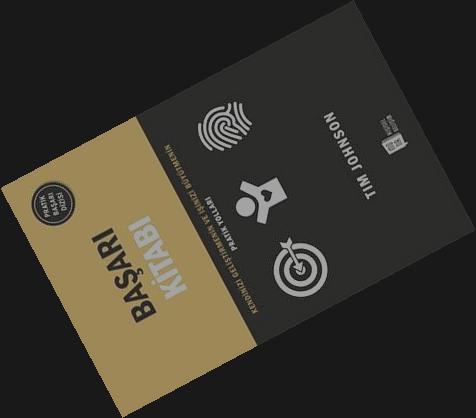 PRATİK
BAŞARI
DİZİSİ
BAŞARI
KİTABI
KENDİNİZİ GELİŞTİRMENİN VE İŞİNİZİ BÜYÜTMENİN
PRATİK YOLLARI
TIM JOHNSON